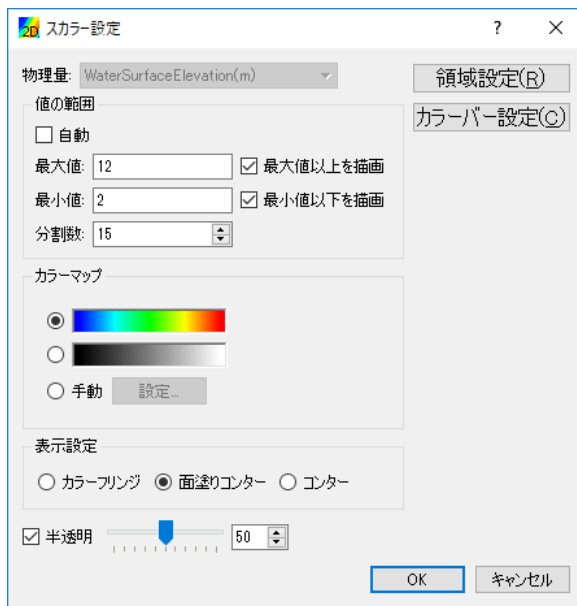 2D スカラー設定 ?
物理量: WaterSurfaceElevation(m) 領域設定(R)
値の範囲 カラーバー設定(C)
自動
最大値: 12 最大値以上を描画
最小値: 2 最小値以下を描画
分割数: 15
カラーマップ
手動 設定...
表示設定
カラーフリンジ 面塗りコンター コンター
半透明 50
OK キャンセル